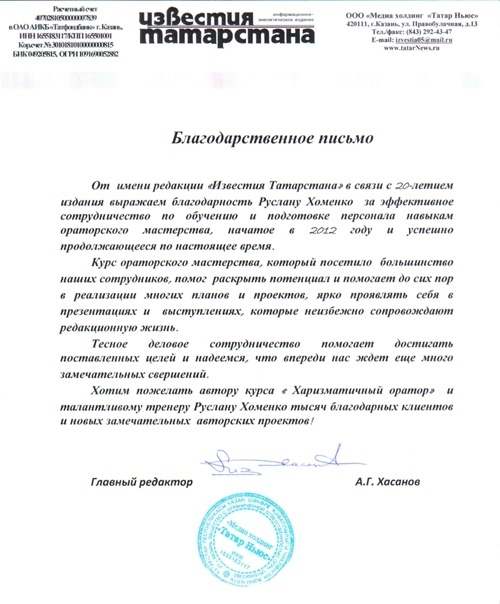 Расчетный счет
40702810500000007839
в ОАО АИКБ «Татфондбанк» г. Казань,
ИНН 1655183117 КПП 165501001
Кор.счет № 30101810100000000815
БИК 049205815, ОГРН 1091690052882
известия
информационно-
аналитическое издание
татарстана
ООО «Медиа холдинг «Татар Ньюс»
420111, г.Казань, ул. Правобулачная, д.13
Тел./факс: (843) 292-43-47
E-mail: izvestia05@mail.ru
www.tatarNews.ru
Благодарственное письмо
От имени редакции «Известия Татарстана» в связи с 20-летием
издания выражаем благодарность Руслану Хоменко за эффективное
сотрудничество по обучению и подготовке персонала навыкам
ораторского мастерства, начатое в 2012 году и успешно
продолжающееся по настоящее время.
Курс ораторского мастерства, который посетило большинство
наших сотрудников, помог раскрыть потенциал и помогает до сих пор
в реализации многих планов и проектов, ярко проявлять себя в
презентациях и выступлениях, которые неизбежно сопровождают
редакционную жизнь.
Тесное деловое сотрудничество помогает достигать
поставленных целей и надеемся, что впереди нас ждет еще много
замечательных свершений.
Хотим пожелать автору курса « Харизматичный оратор» и
талантливому тренеру Руслану Хоменко тысяч благодарных клиентов
и новых замечательных авторских проектов!
Главный редактор
А.Г. Хасанов
«Медиа холдинг
«Татар Ньюс»
ИНН
1655183117